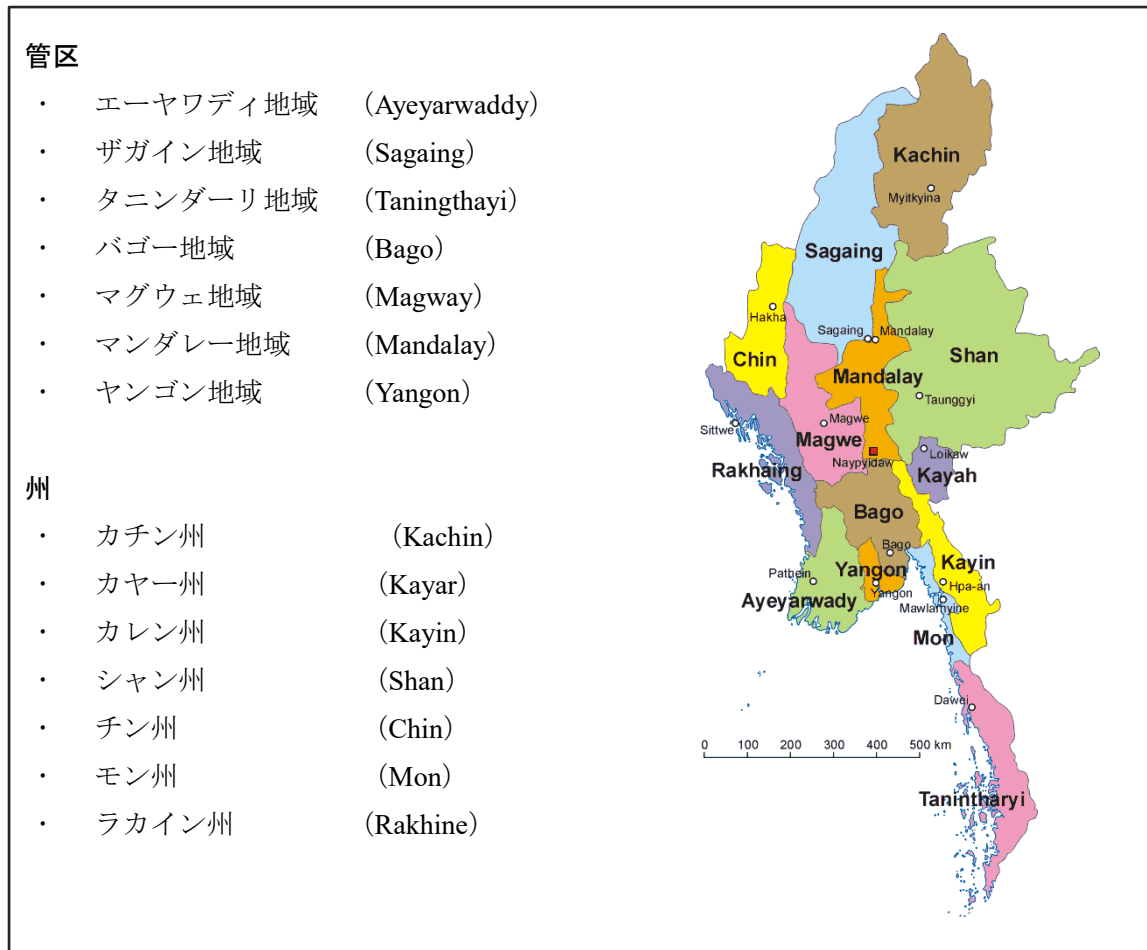 管区
・ エーヤワディ地域 (Ayeyarwaddy)
・ ザガイン地域 (Sagaing)
・ タニンダーリ地域 (Taningthayi)
・ バゴー地域 (Bago)
・ マグウェ地域 (Magway)
・ マンダレー地域 (Mandalay)
・ ヤンゴン地域 (Yangon)
州
・ カチン州 (Kachin)
・ カヤー州 (Kayar)
・ カレン州 (Kayin)
・ シャン州 (Shan)
・ チン州 (Chin)
・ モン州 (Mon)
・ ラカイン州 (Rakhine)
Kachin
Myitkyina
Sagaing
Hakha
Sagaing
Mandalay
Chin
Shan
Mandalay
Taunggyi
Magwe
Sittwe
Magwe
Loikaw
Naypyidaw
Rakhaing
Kayah
Bago
Bago
Kayin
Pathein
Yangon
Hpa-an
Yangon
Ayeyarwady
Mawlamyine
Mon
Dawei
0 100 200 300 400 500 km
Tanintharyi